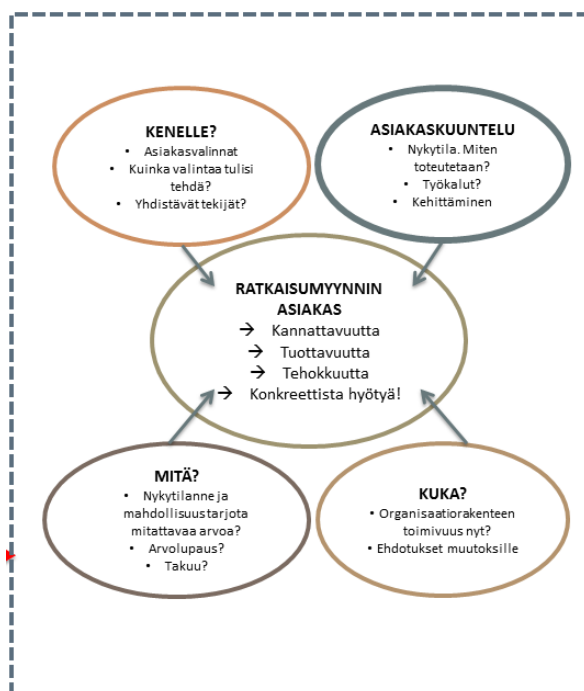 KENELLE?
• Asiakasvalinnat
• Kuinka valintaa tulisi
tehdä?
• Yhdistävät tekijät?
ASIAKASKUUNTELU
• Nykytila. Miten
toteutetaan?
• Työkalut?
• Kehittäminen
RATKAISUMYYNNIN
ASIAKAS
→ Kannattavuutta
→ Tuottavuutta
→ Tehokkuutta
→ Konkreettista hyötyä!
MITÄ?
• Nykytilanne ja
mahdollisuus tarjota
mitattavaa arvoa?
• Arvolupaus?
• Takuu?
KUKA?
• Organisaatiorakenteen
toimivuus nyt?
• Ehdotukset muutoksille